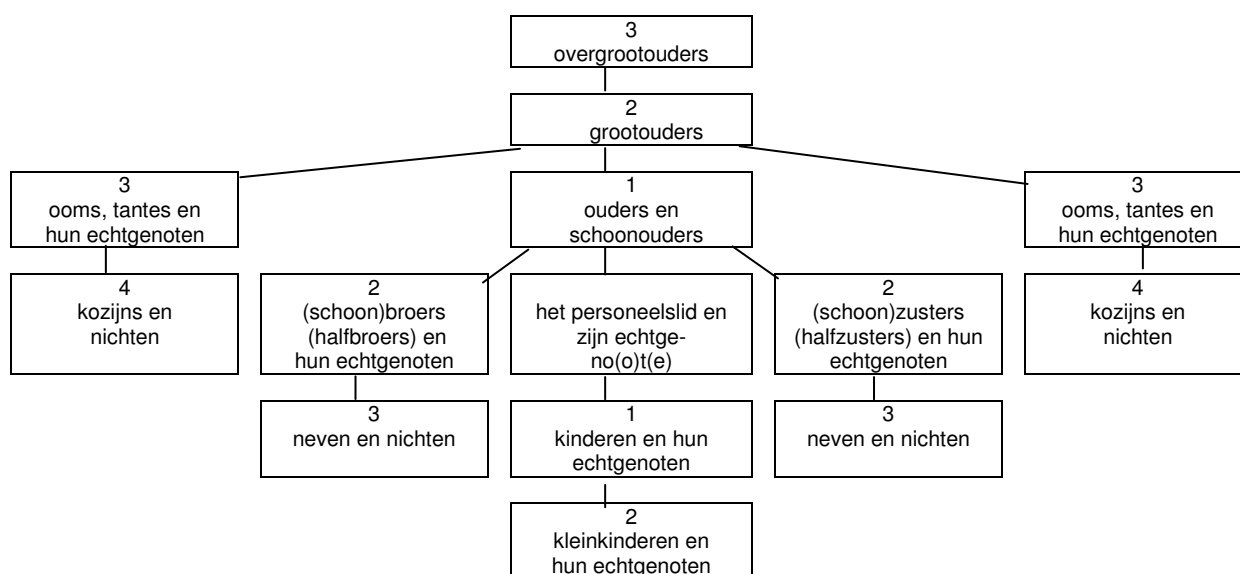 3
overgrootouders
2
grootouders
3
ooms, tantes en
hun echtgenoten
1
ouders en
schoonouders
3
ooms, tantes en
hun echtgenoten
4
kozijns en
nichten
2
(schoon)broers
(halfbroers) en
hun echtgenoten
het personeelslid en
zijn echtge-
no(o)t(e)
2
(schoon)zusters
(halfzusters) en hun
echtgenoten
4
kozijns en
nichten
3
neven en nichten
1
kinderen en hun
echtgenoten
3
neven en nichten
2
kleinkinderen en
hun echtgenoten